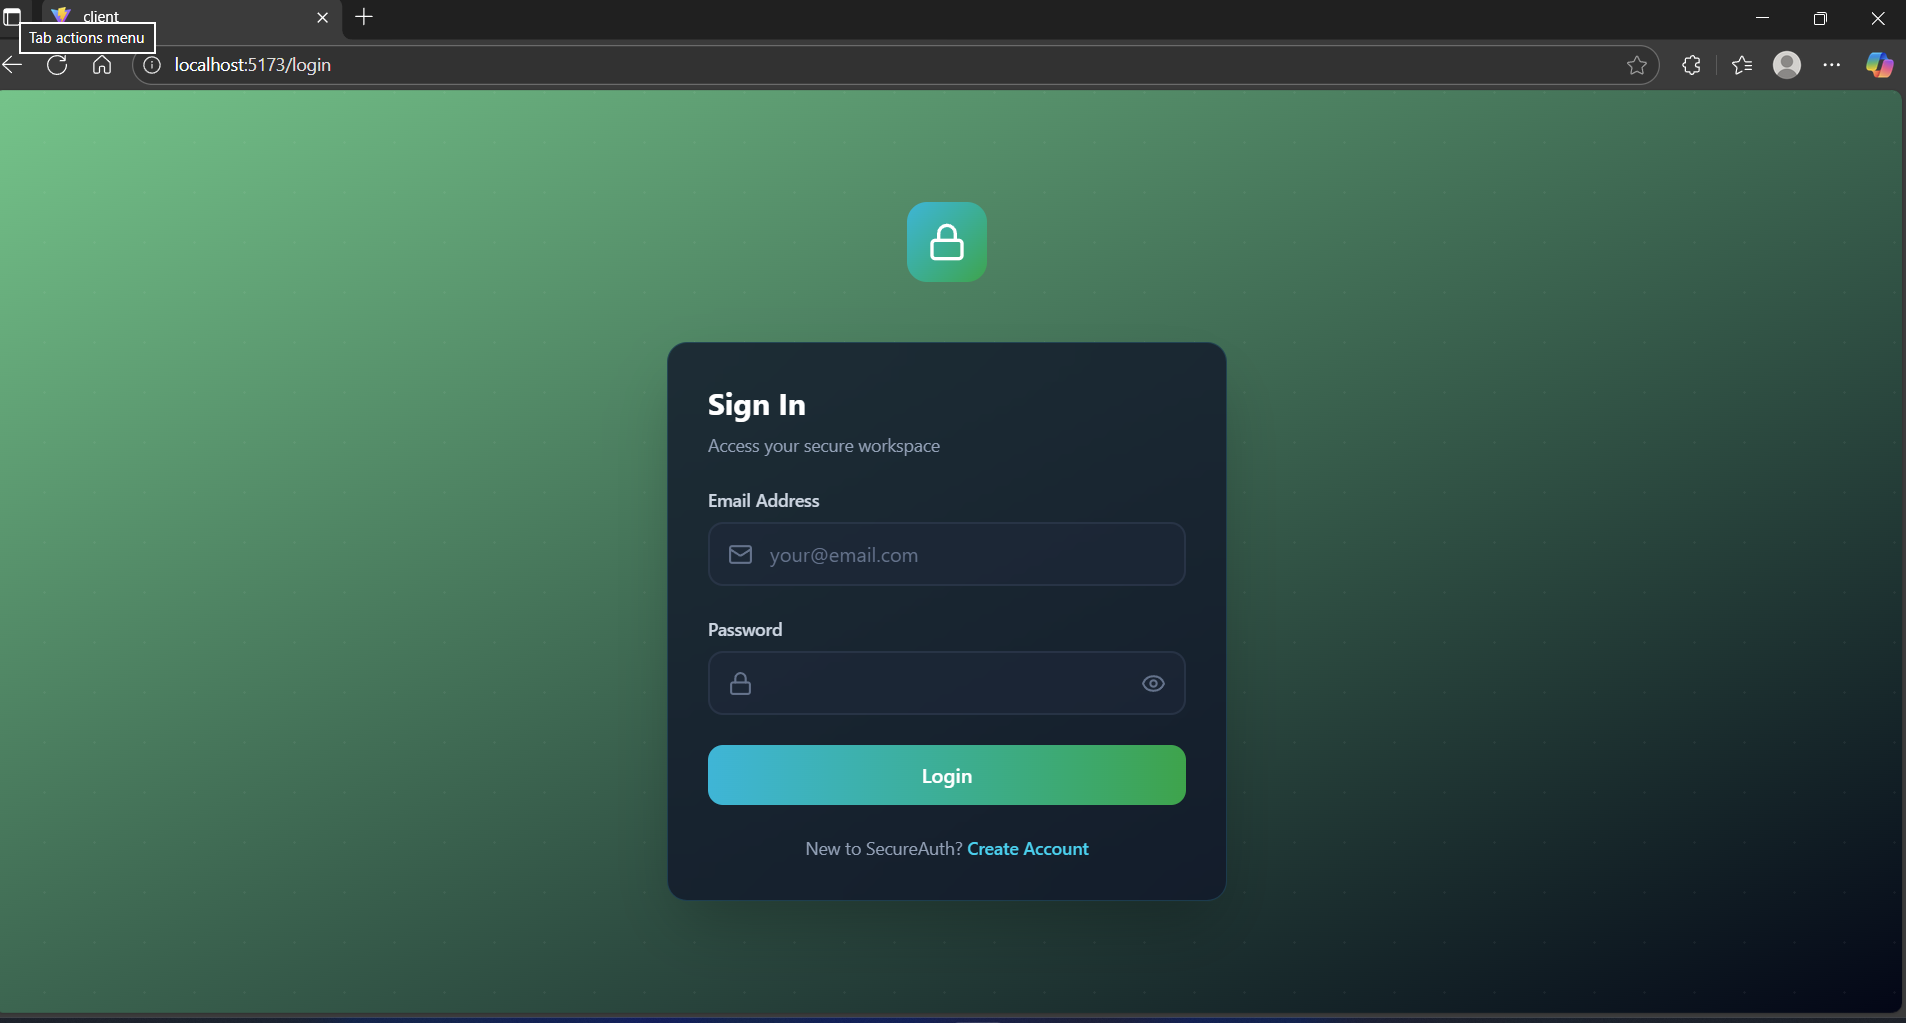 client
Tab actions menu
localhost:5173/login
Sign In
Access your secure workspace
Email Address
your@email.com
Password
Login
New to SecureAuth? Create Account